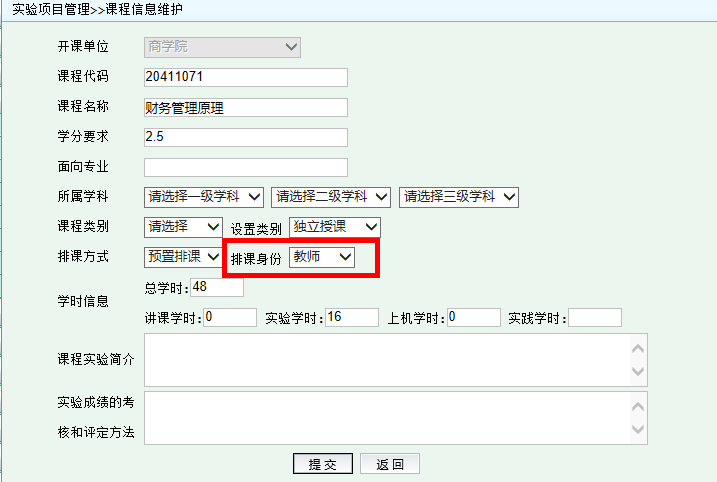 实验项目管理>>课程信息维护
开课单位 商学院
课程代码 20411071
课程名称 财务管理原理
学分要求 2.5
面向专业
所属学科 请选择一级学科 请选择二级学科 请选择三级学科
课程类别 请选择 设置类别 独立授课
排课方式 预置排课 排课身份 教师
学时信息 总学时:48
讲课学时:0 实验学时:16 上机学时:0 实践学时:
课程实验简介
实验成绩的考
核和评定方法
提交 返回